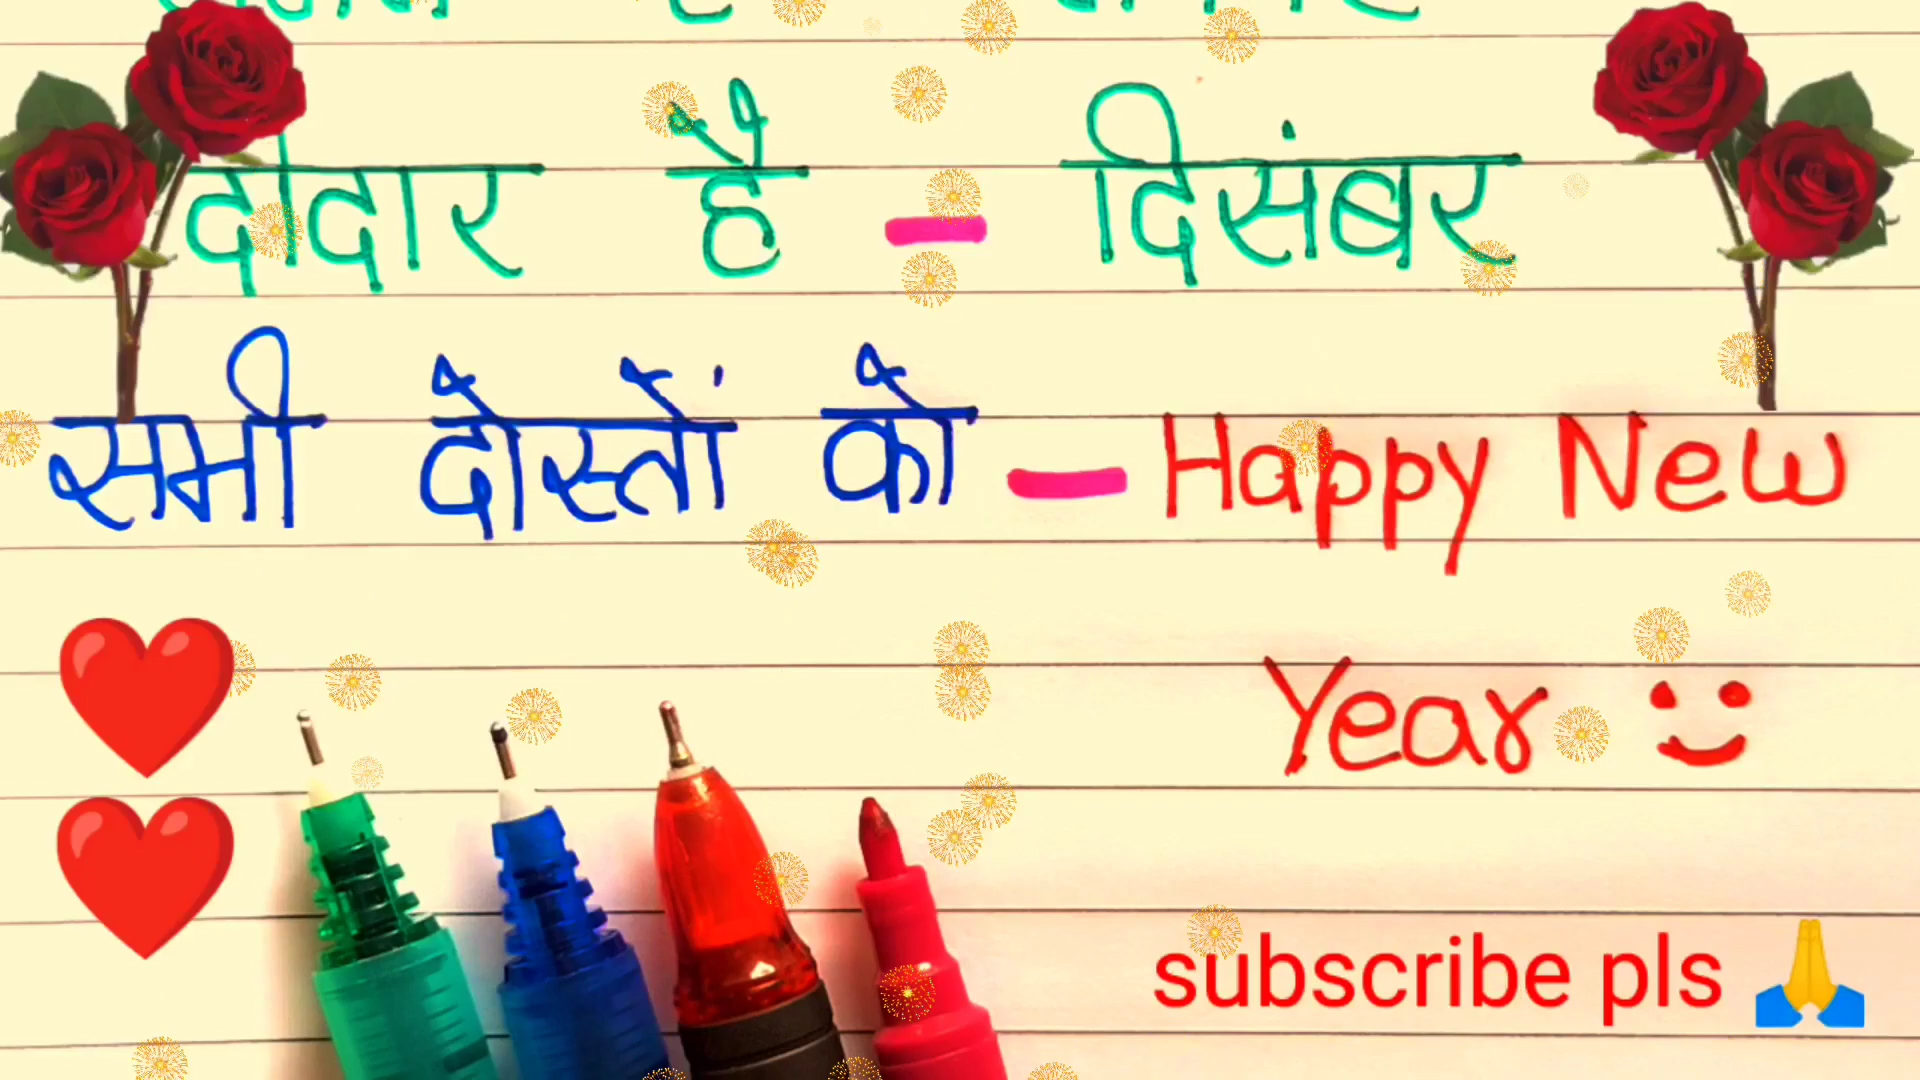 दीदार है - दिसंबर
सभी दोस्तों को - Happy New
Year
subscribe pls